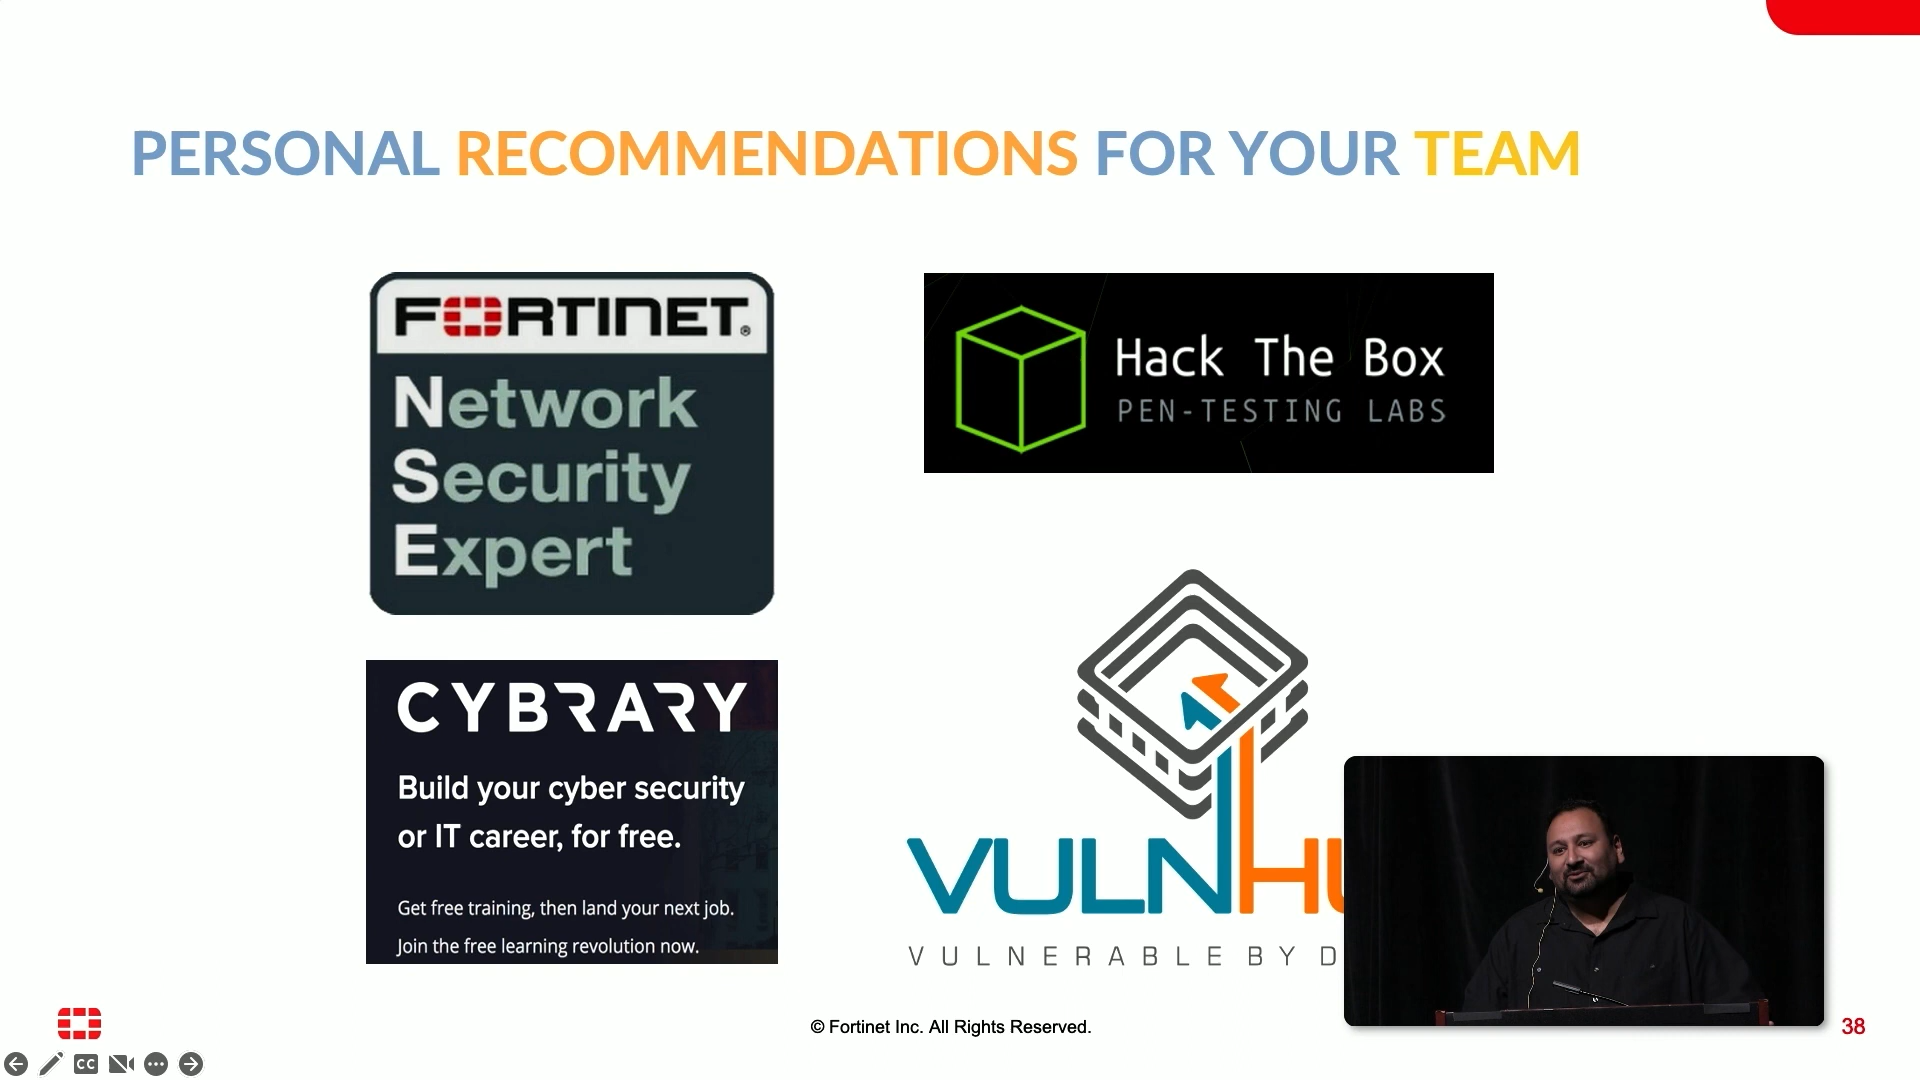 PERSONAL RECOMMENDATIONS FOR YOUR TEAM
FORTINET®
Network
Security
Expert
Hack The Box
PEN-TESTING LABS
CYBRARY
Build your cyber security
or IT career, for free.
Get free training, then land your next job.
Join the free learning revolution now.
VULNHU
VULNERABLE BY D
© Fortinet Inc. All Rights Reserved.
38
CC